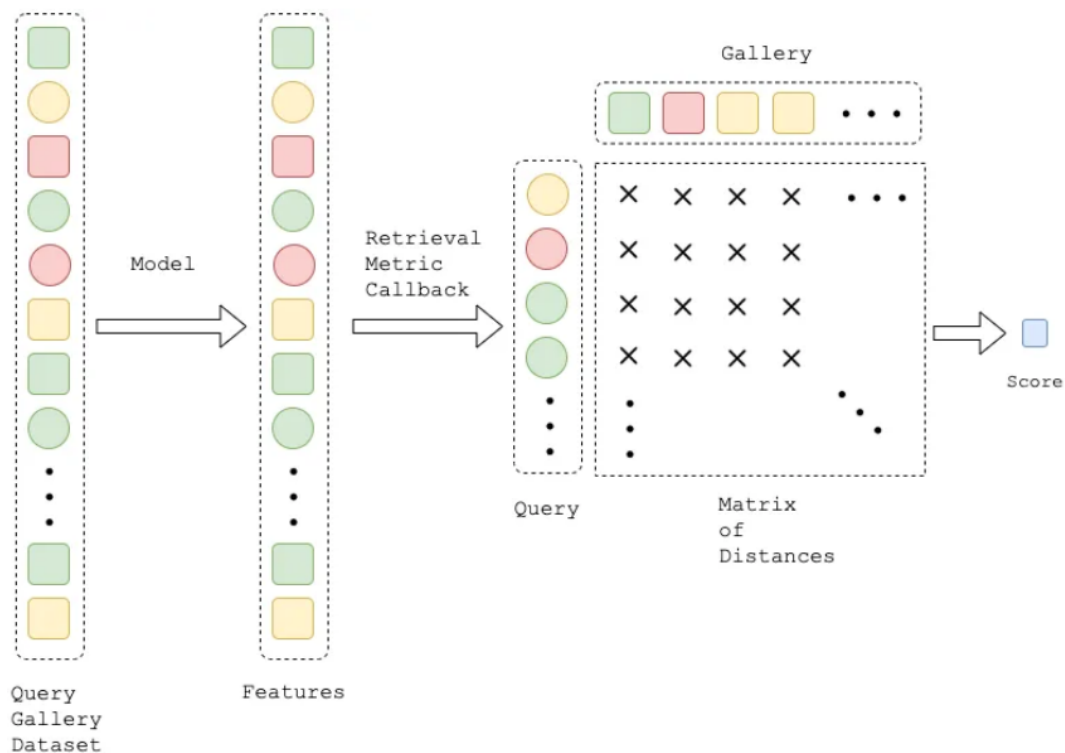 Gallery
Model
Retrieval
Metric
Callback
Score
Query
Matrix
of
Distances
Query
Gallery
Dataset
Features